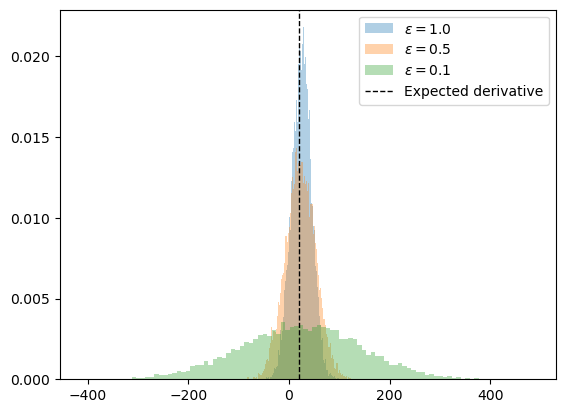 ε = 1.0
ε = 0.5
ε = 0.1
Expected derivative
0.020
0.015
0.010
0.005
0.000
−400 −200 0 200 400